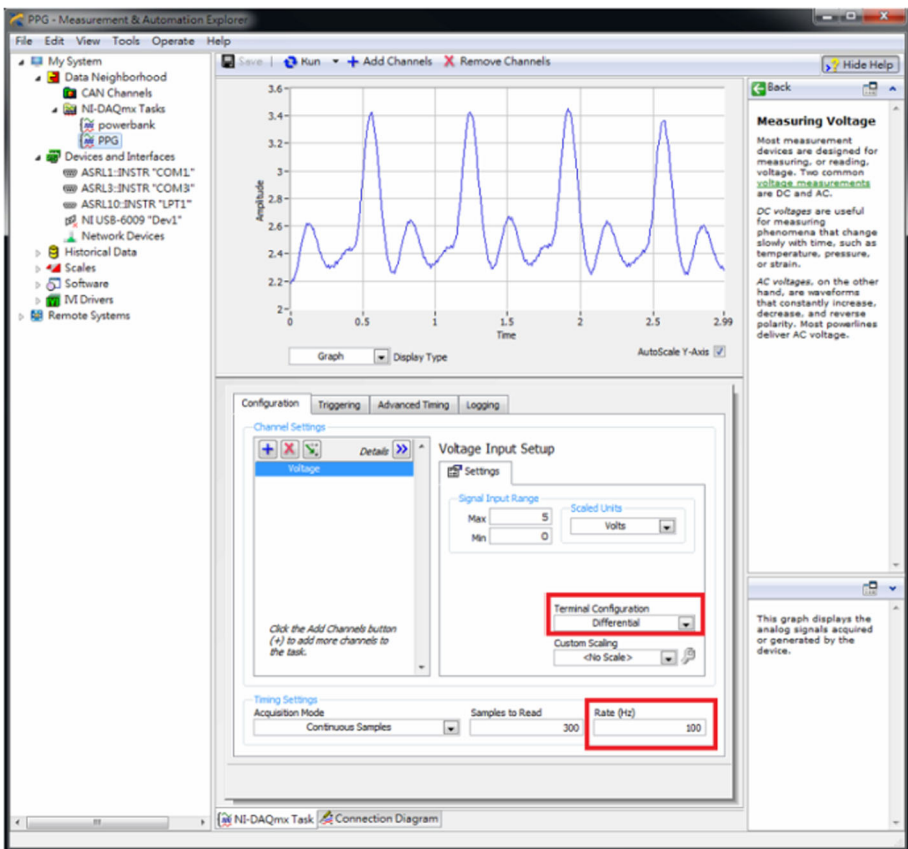 PPG - Measurement & Automation Explorer
File Edit View Tools Operate Help
My System
Data Neighborhood
CAN Channels
NI-DAQmx Tasks
powerbank
PPG
Devices and Interfaces
ASRL1::INSTR "COM1"
ASRL3::INSTR "COM3"
ASRL10::INSTR "LPT1"
NI USB-6009 "Dev1"
Network Devices
Historical Data
Scales
Software
IVI Drivers
Remote Systems
Save Run Add Channels Remove Channels
Hide Help
3.6
3.4
3.2
3
2.8
2.6
2.4
2.2
2
Amplitude
0 0.5 1 1.5 2 2.5 2.99
Time
Graph Display Type AutoScale Y-Axis
Configuration Triggering Advanced Timing Logging
Channel Settings
Details
Voltage
Click the Add Channels button
(+) to add more channels to
the task.
Voltage Input Setup
Settings
Signal Input Range
Max 5
Min 0
Scaled Units
Volts
Terminal Configuration
Differential
Custom Scaling
<No Scale>
Timing Settings
Acquisition Mode Samples to Read Rate (Hz)
Continuous Samples 300 100
NI-DAQmx Task Connection Diagram
Back
Measuring Voltage
Most measurement
devices are designed for
measuring, or reading,
voltage. Two common
voltage measurements
are DC and AC.
DC voltages are useful
for measuring
phenomena that change
slowly with time, such as
temperature, pressure,
or strain.
AC voltages, on the other
hand, are waveforms
that constantly increase,
decrease, and reverse
polarity. Most powerlines
deliver AC voltage.
This graph displays the
analog signals acquired
or generated by the
device.